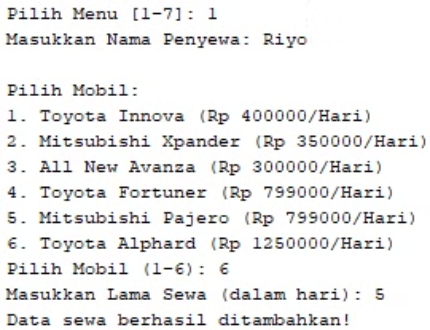 Pilih Menu [1-7]: 1
Masukkan Nama Penyewa: Riyo

Pilih Mobil:
1. Toyota Innova (Rp 400000/Hari)
2. Mitsubishi Xpander (Rp 350000/Hari)
3. All New Avanza (Rp 300000/Hari)
4. Toyota Fortuner (Rp 799000/Hari)
5. Mitsubishi Pajero (Rp 799000/Hari)
6. Toyota Alphard (Rp 1250000/Hari)
Pilih Mobil (1-6): 6
Masukkan Lama Sewa (dalam hari): 5
Data sewa berhasil ditambahkan!